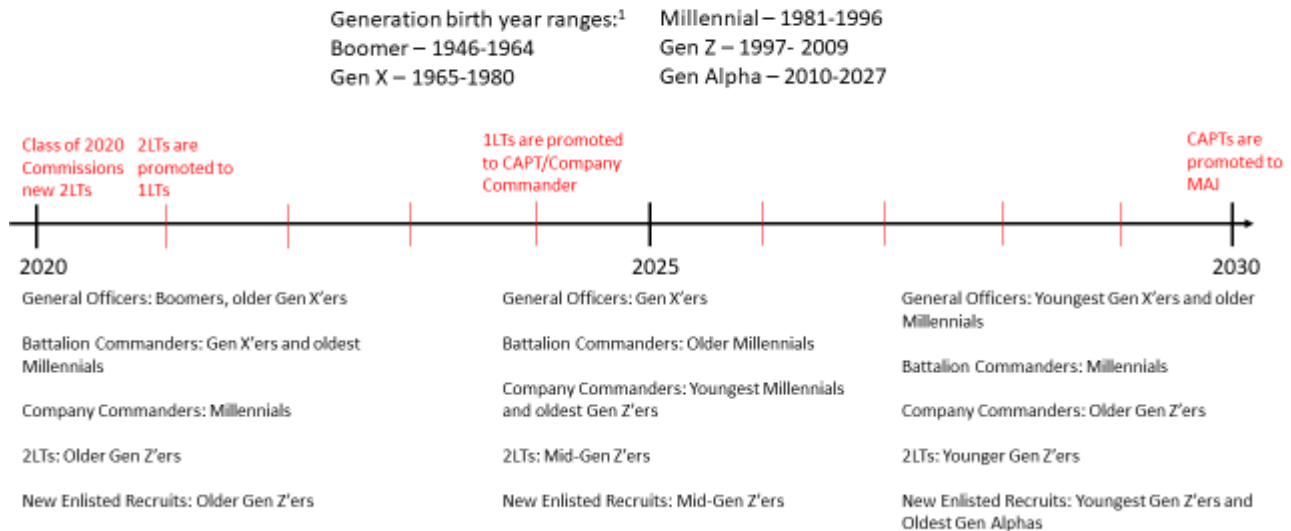 Generation birth year ranges:¹
Boomer – 1946-1964
Gen X – 1965-1980
Millennial – 1981-1996
Gen Z – 1997- 2009
Gen Alpha – 2010-2027
Class of 2020
Commissions
new 2LTs
2LTs are
promoted to
1LTs
1LTs are promoted
to CAPT/Company
Commander
CAPTs are
promoted to
MAJ
2020
2025
2030
General Officers: Boomers, older Gen X'ers
Battalion Commanders: Gen X'ers and oldest
Millennials
Company Commanders: Millennials
2LTs: Older Gen Z'ers
New Enlisted Recruits: Older Gen Z'ers
General Officers: Gen X'ers
Battalion Commanders: Older Millennials
Company Commanders: Youngest Millennials
and oldest Gen Z'ers
2LTs: Mid-Gen Z'ers
New Enlisted Recruits: Mid-Gen Z'ers
General Officers: Youngest Gen X'ers and older
Millennials
Battalion Commanders: Millennials
Company Commanders: Older Gen Z'ers
2LTs: Younger Gen Z'ers
New Enlisted Recruits: Youngest Gen Z'ers and
Oldest Gen Alphas